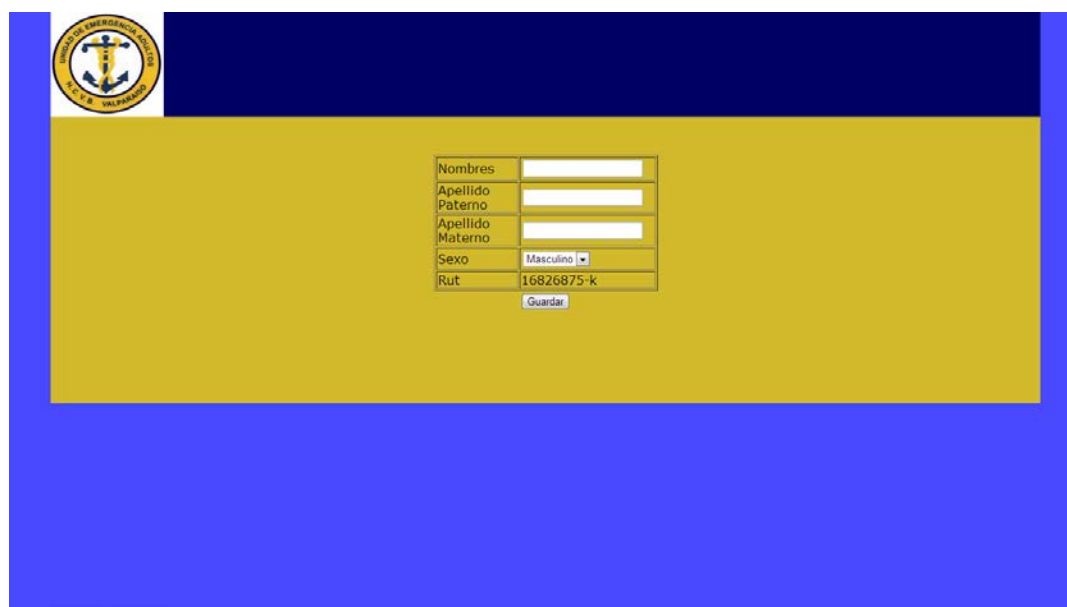 UNIDAD DE EMERGENCIA ADULTOS
H. C. V. B. VALPARAISO
Nombres
Apellido
Paterno
Apellido
Materno
Sexo Masculino
Rut 16826875-k
Guardar